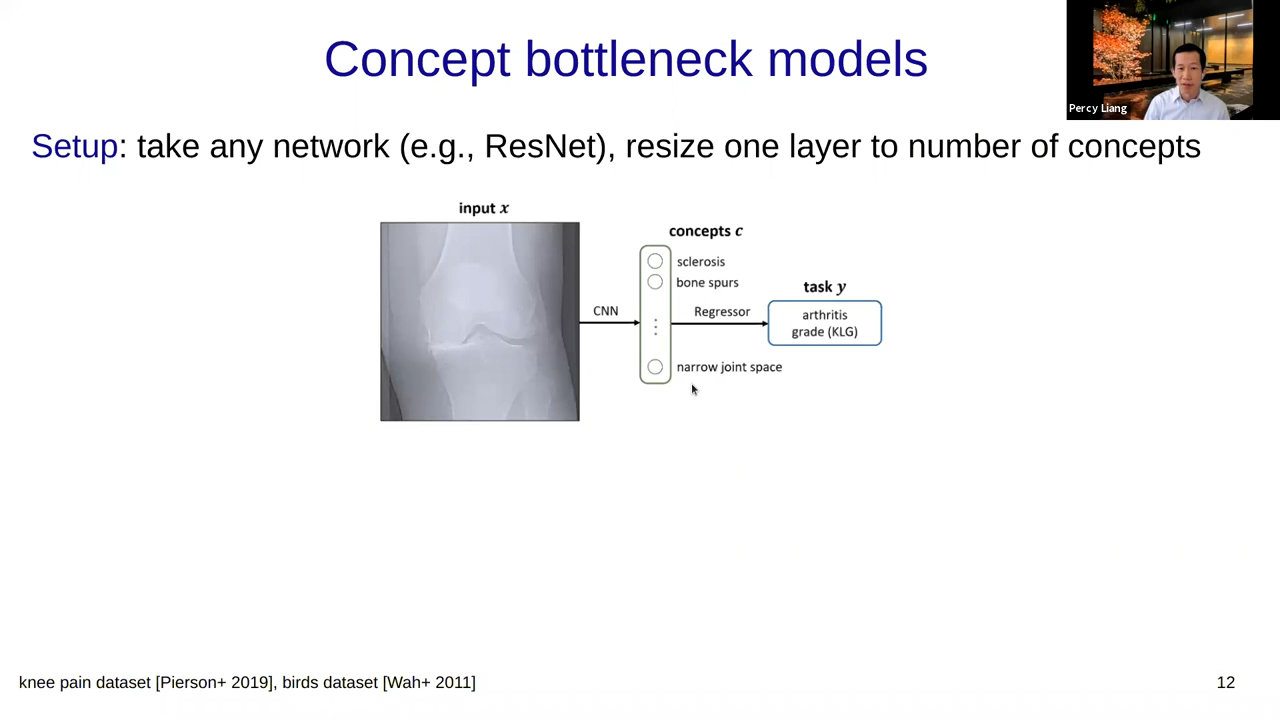 Concept bottleneck models
Percy Liang
Setup: take any network (e.g., ResNet), resize one layer to number of concepts
input x
concepts c
sclerosis
bone spurs
CNN
Regressor
task y
arthritis
grade (KLG)
narrow joint space
knee pain dataset [Pierson+ 2019], birds dataset [Wah+ 2011]
12